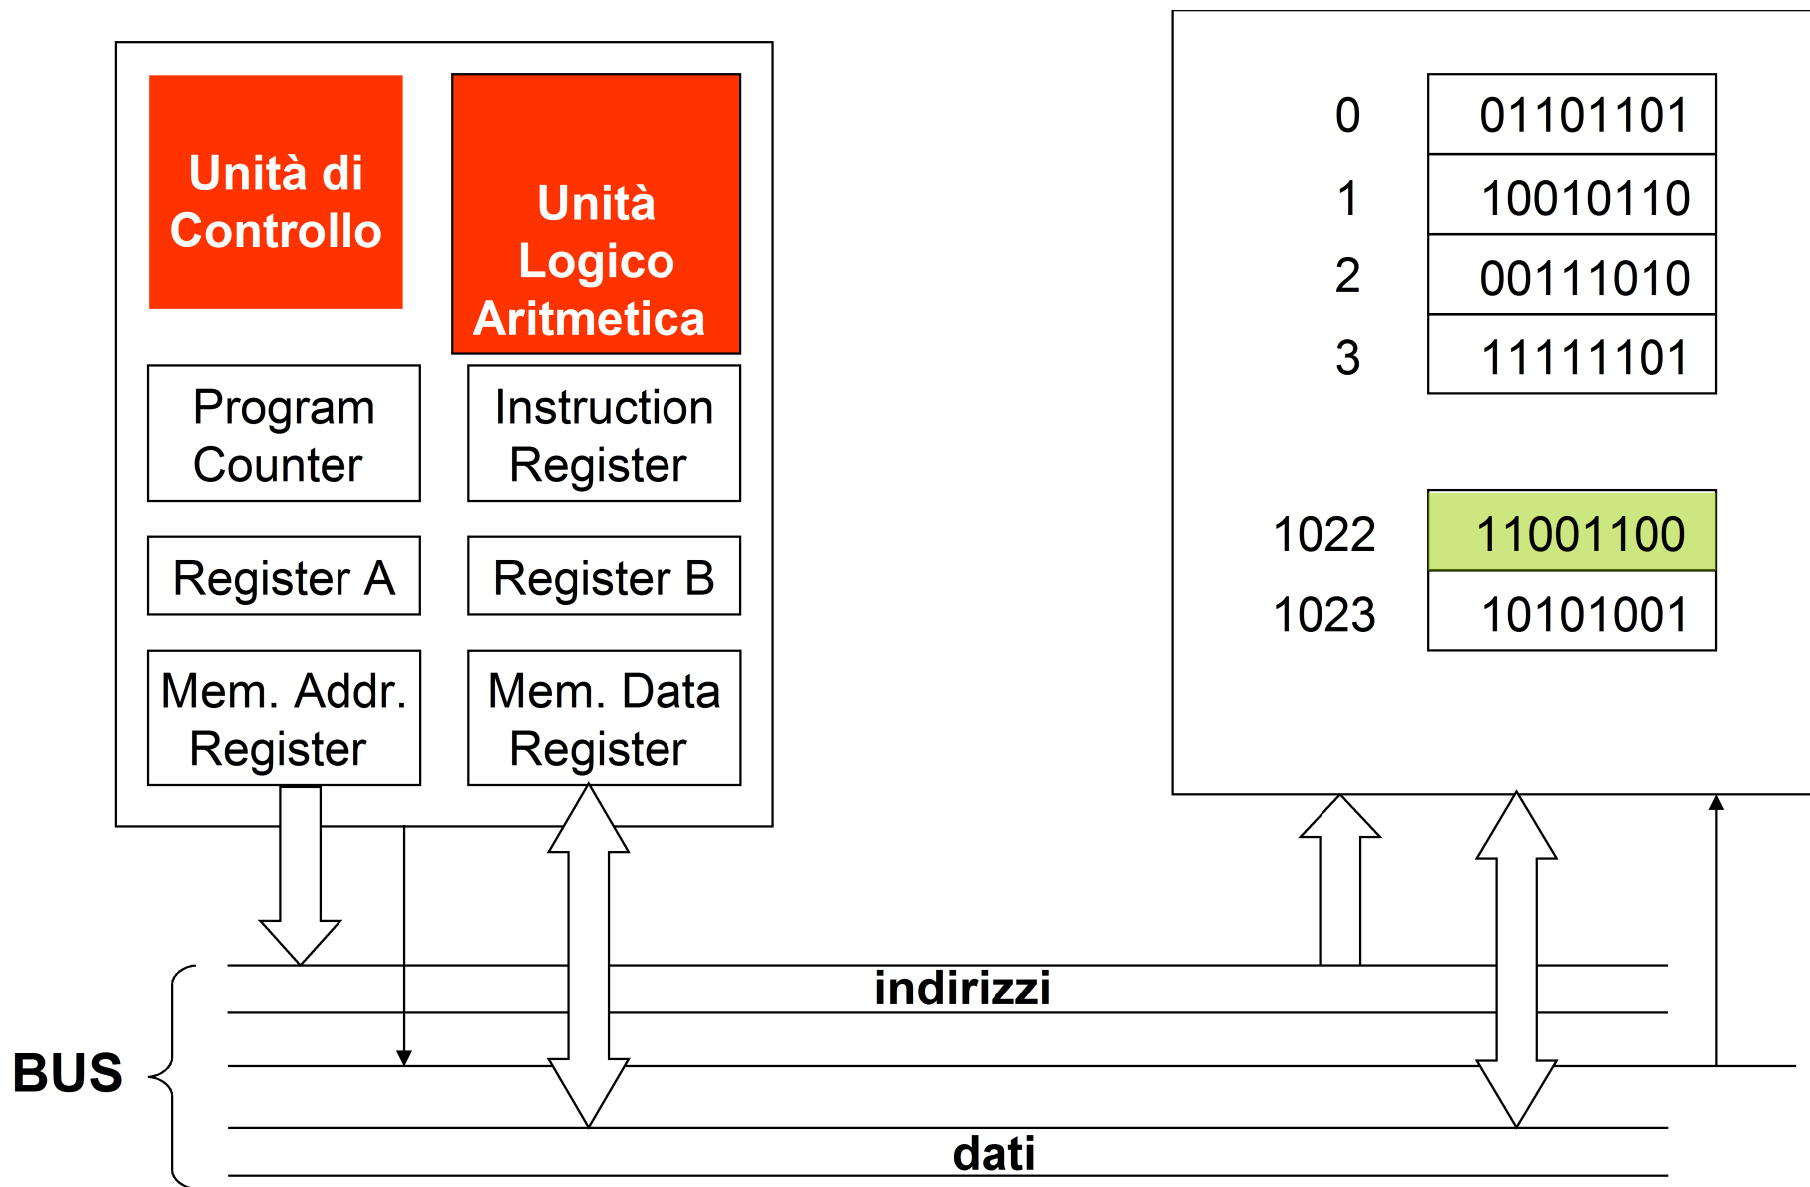 Unità di
Controllo
Unità
Logico
Aritmetica
Program
Counter
Instruction
Register
Register A
Register B
Mem. Addr.
Register
Mem. Data
Register
0 01101101
1 10010110
2 00111010
3 11111101
1022 11001100
1023 10101001
BUS
indirizzi
dati